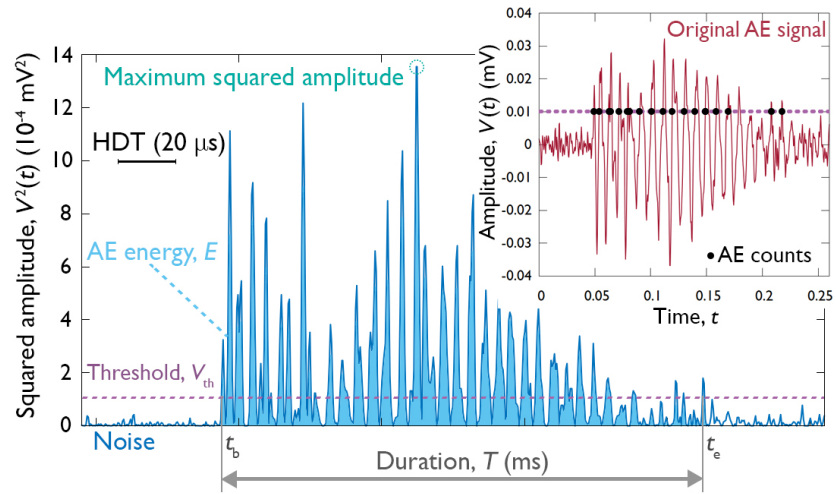 Squared amplitude, V²(t) (10⁻⁴ mV²)
14
12
10
8
6
4
2
0
Maximum squared amplitude
HDT (20 μs)
AE energy, E
Threshold, Vth
Noise
tb
te
Duration, T (ms)
Original AE signal
Amplitude, V(t) (mV)
0.04
0.03
0.02
0.01
0
-0.01
-0.02
-0.03
-0.04
AE counts
0 0.05 0.1 0.15 0.2 0.25
Time, t